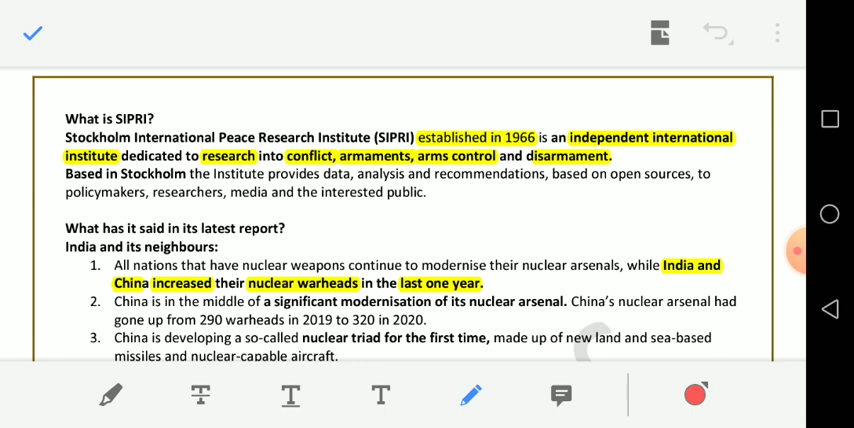 What is SIPRI?
Stockholm International Peace Research Institute (SIPRI) established in 1966 is an independent international
institute dedicated to research into conflict, armaments, arms control and disarmament.
Based in Stockholm the Institute provides data, analysis and recommendations, based on open sources, to
policymakers, researchers, media and the interested public.
What has it said in its latest report?
India and its neighbours:
1. All nations that have nuclear weapons continue to modernise their nuclear arsenals, while India and
China increased their nuclear warheads in the last one year.
2. China is in the middle of a significant modernisation of its nuclear arsenal. China's nuclear arsenal had
gone up from 290 warheads in 2019 to 320 in 2020.
3. China is developing a so-called nuclear triad for the first time, made up of new land and sea-based
missiles and nuclear-capable aircraft.